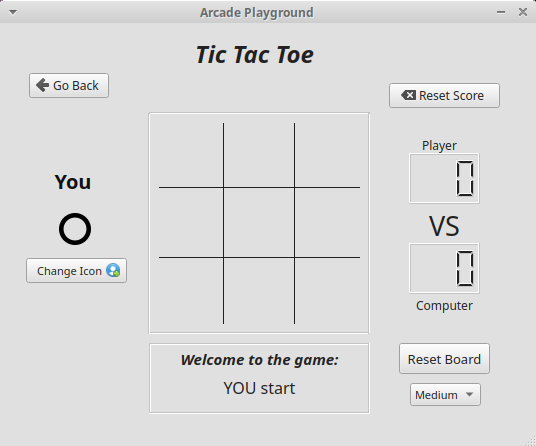 Arcade Playground
Tic Tac Toe
Go Back
Reset Score
Player
0
You
VS
0
Change Icon
Computer
Welcome to the game:
YOU start
Reset Board
Medium